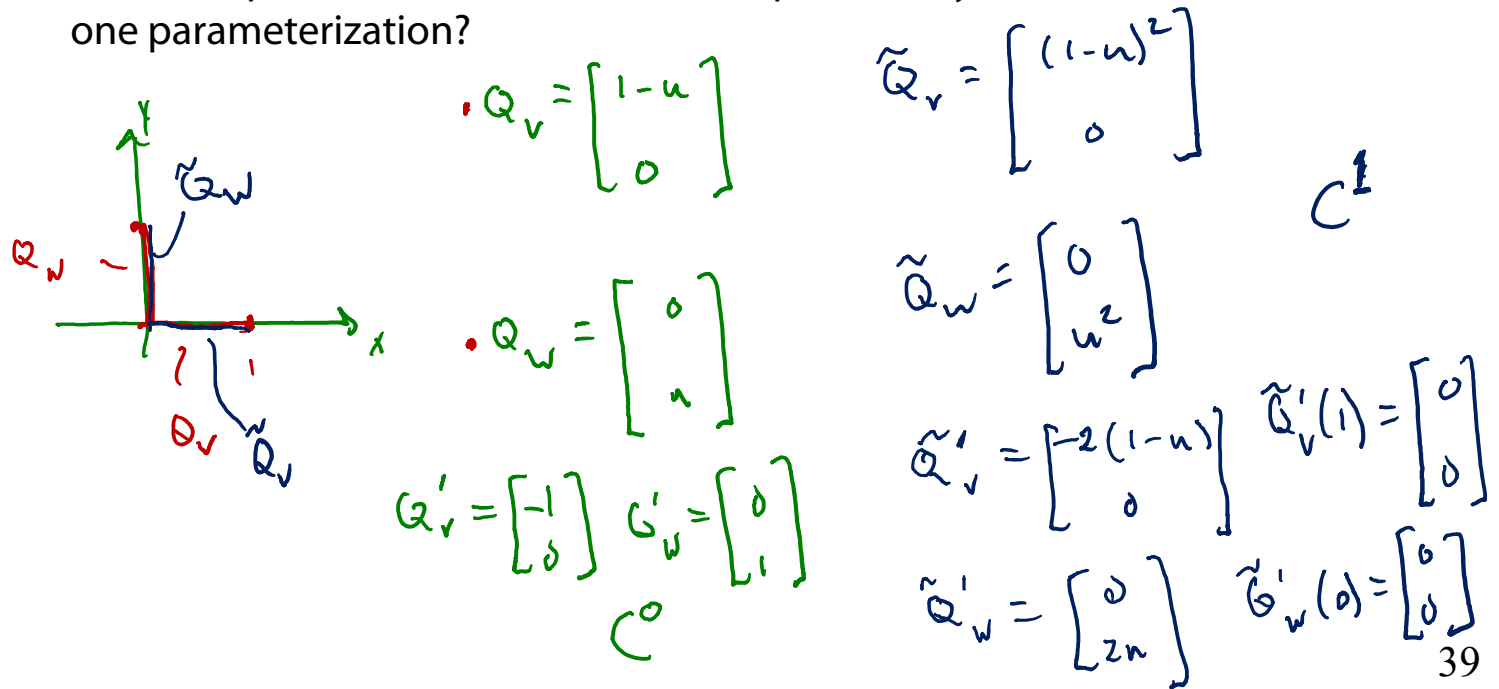 one parameterization?
Q_v = [1-u; 0]
Q_w = [0; u]
Q'_v = [-1; 0] Q'_w = [0; 1]
C^0
Y
X
1
Q̃_w
Q_w
Q_v
Q̃_v
Q̃_v = [(1-u)^2; 0]
C^1
Q̃_w = [0; u^2]
Q̃'_v = [-2(1-u); 0] Q̃'_v(1) = [0; 0]
Q̃'_w = [0; 2u] Q̃'_w(0) = [0; 0]
39